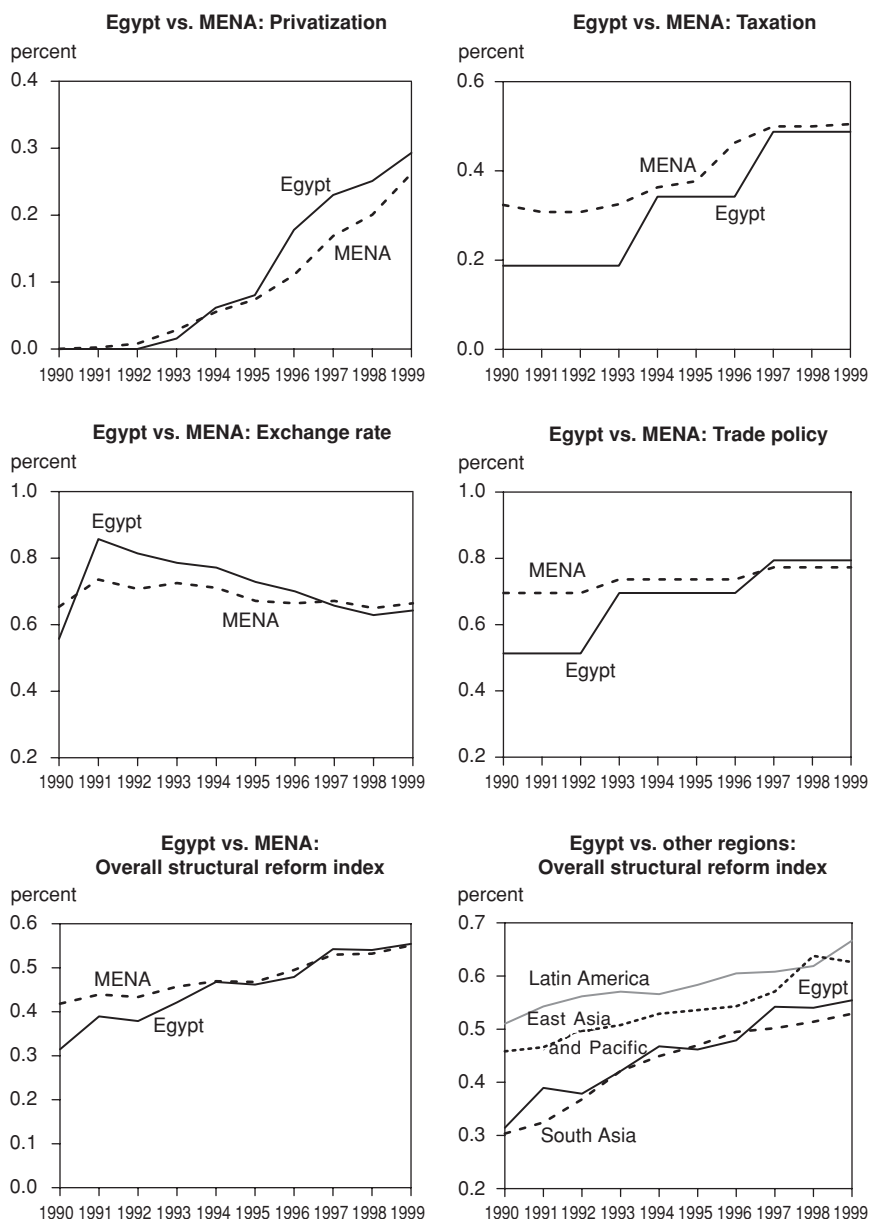 Egypt vs. MENA: Privatization
percent
0.4
0.3
0.2
0.1
0.0
Egypt
MENA
1990 1991 1992 1993 1994 1995 1996 1997 1998 1999
Egypt vs. MENA: Taxation
percent
0.6
0.4
0.2
0.0
MENA
Egypt
1990 1991 1992 1993 1994 1995 1996 1997 1998 1999
Egypt vs. MENA: Exchange rate
percent
1.0
0.8
0.6
0.4
0.2
Egypt
MENA
1990 1991 1992 1993 1994 1995 1996 1997 1998 1999
Egypt vs. MENA: Trade policy
percent
1.0
0.8
0.6
0.4
0.2
MENA
Egypt
1990 1991 1992 1993 1994 1995 1996 1997 1998 1999
Egypt vs. MENA:
Overall structural reform index
percent
0.6
0.5
0.4
0.3
0.2
0.1
0.0
MENA
Egypt
1990 1991 1992 1993 1994 1995 1996 1997 1998 1999
Egypt vs. other regions:
Overall structural reform index
percent
0.7
0.6
0.5
0.4
0.3
0.2
Latin America
Egypt
East Asia
and Pacific
South Asia
1990 1991 1992 1993 1994 1995 1996 1997 1998 1999